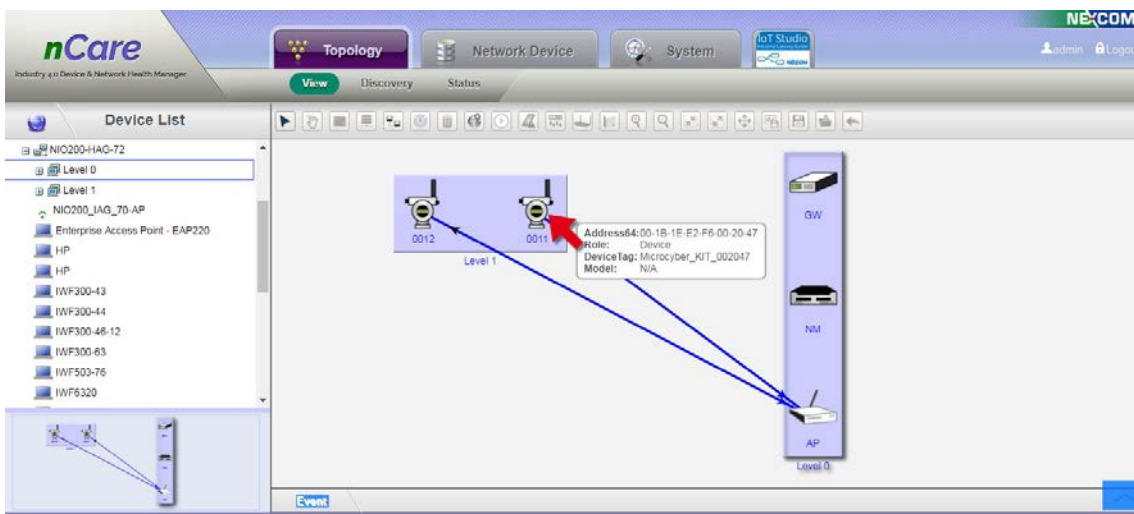 NEXCOM
nCare
Industry 4.0 Device & Network Health Manager
Topology
Network Device
System
IoT Studio
NEXCOM
admin
Logou
View
Discovery
Status
Device List
NIO200-HAG-72
Level 0
Level 1
NIO200_IAG_70-AP
Enterprise Access Point - EAP220
HP
HP
IWF300-43
IWF300-44
IWF300-46-12
IWF300-63
IWF503-76
IWF6320
0012
0011
Level 1
Address64:00-1B-1E-E2-F6-00-20-47
Role: Device
DeviceTag: Microcyber_KIT_002047
Model: N/A
GW
NM
AP
Level 0
Event